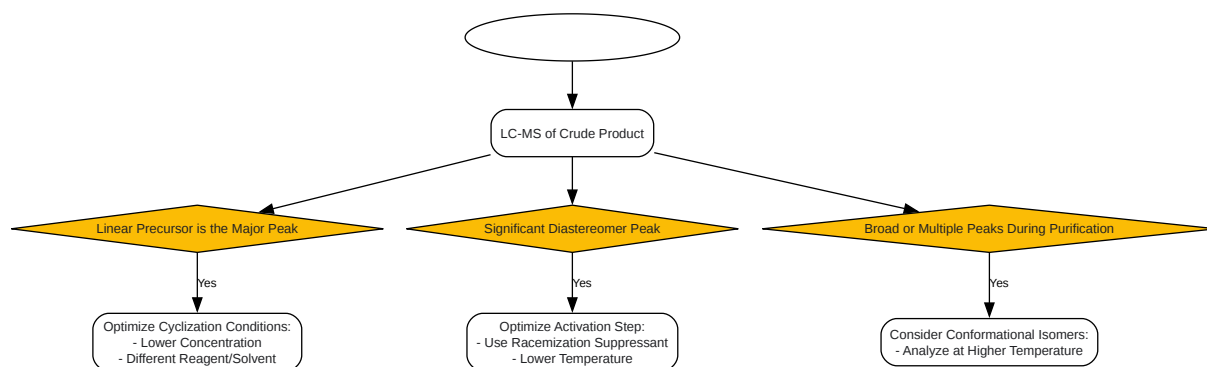 LC-MS of Crude Product
Linear Precursor is the Major Peak
Significant Diastereomer Peak
Broad or Multiple Peaks During Purification
Yes
Yes
Yes
Optimize Cyclization Conditions:
- Lower Concentration
- Different Reagent/Solvent
Optimize Activation Step:
- Use Racemization Suppressant
- Lower Temperature
Consider Conformational Isomers:
- Analyze at Higher Temperature